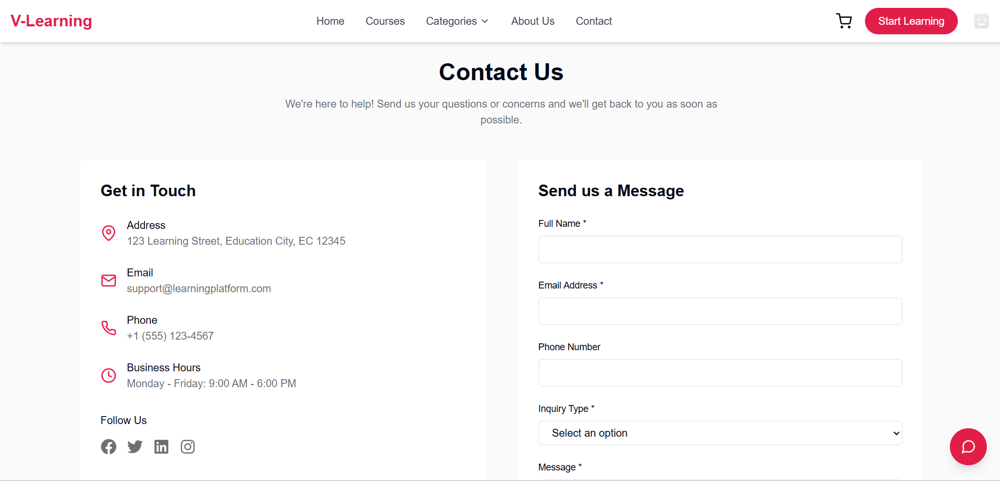 V-Learning
Home
Courses
Categories
About Us
Contact
Start Learning
Contact Us
We're here to help! Send us your questions or concerns and we'll get back to you as soon as
possible.
Get in Touch
Address
123 Learning Street, Education City, EC 12345
Email
support@learningplatform.com
Phone
+1 (555) 123-4567
Business Hours
Monday - Friday: 9:00 AM - 6:00 PM
Follow Us
Send us a Message
Full Name *
Email Address *
Phone Number
Inquiry Type *
Select an option
Message *